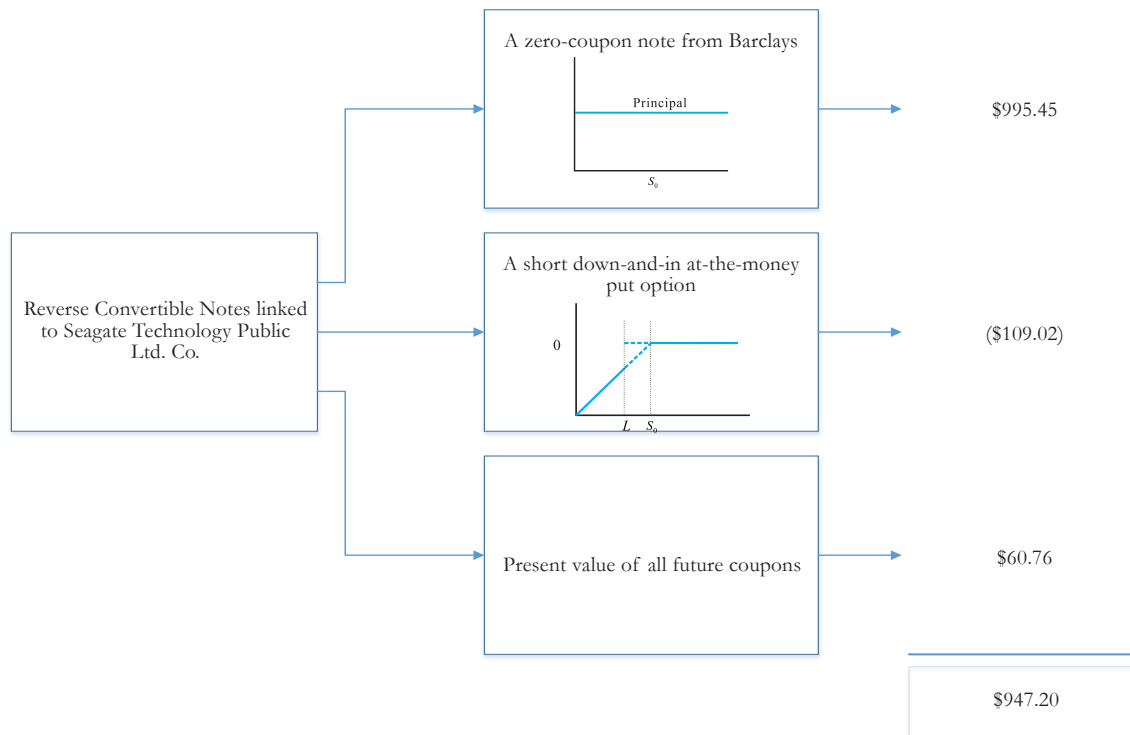 A zero-coupon note from Barclays
Principal
S₀
$995.45
Reverse Convertible Notes linked
to Seagate Technology Public
Ltd. Co.
A short down-and-in at-the-money
put option
0
L
S₀
($109.02)
Present value of all future coupons
$60.76
$947.20